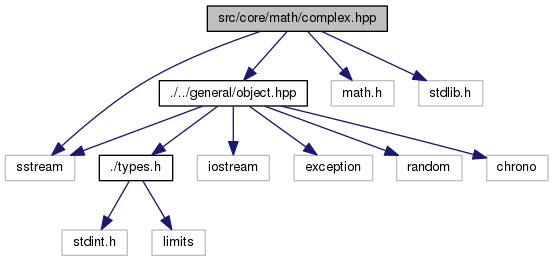 src/core/math/complex.hpp
./../general/object.hpp
math.h
stdlib.h
sstream
./types.h
iostream
exception
random
chrono
stdint.h
limits